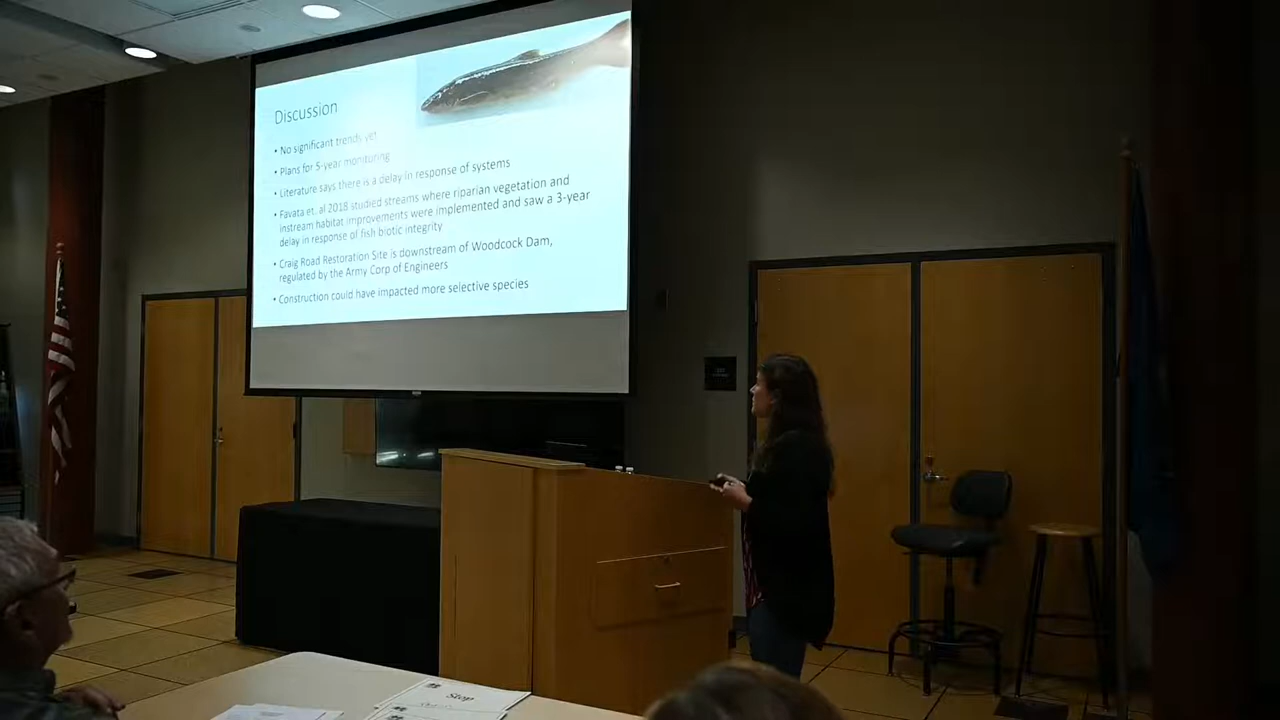 Discussion
• No significant trends yet
• Plans for 5-year monitoring
• Literature says there is a delay in response of systems
• Favata et. al 2018 studied streams where riparian vegetation and
instream habitat improvements were implemented and saw a 3-year
delay in response of fish biotic integrity
• Craig Road Restoration Site is downstream of Woodcock Dam,
regulated by the Army Corp of Engineers
• Construction could have impacted more selective species
Stop